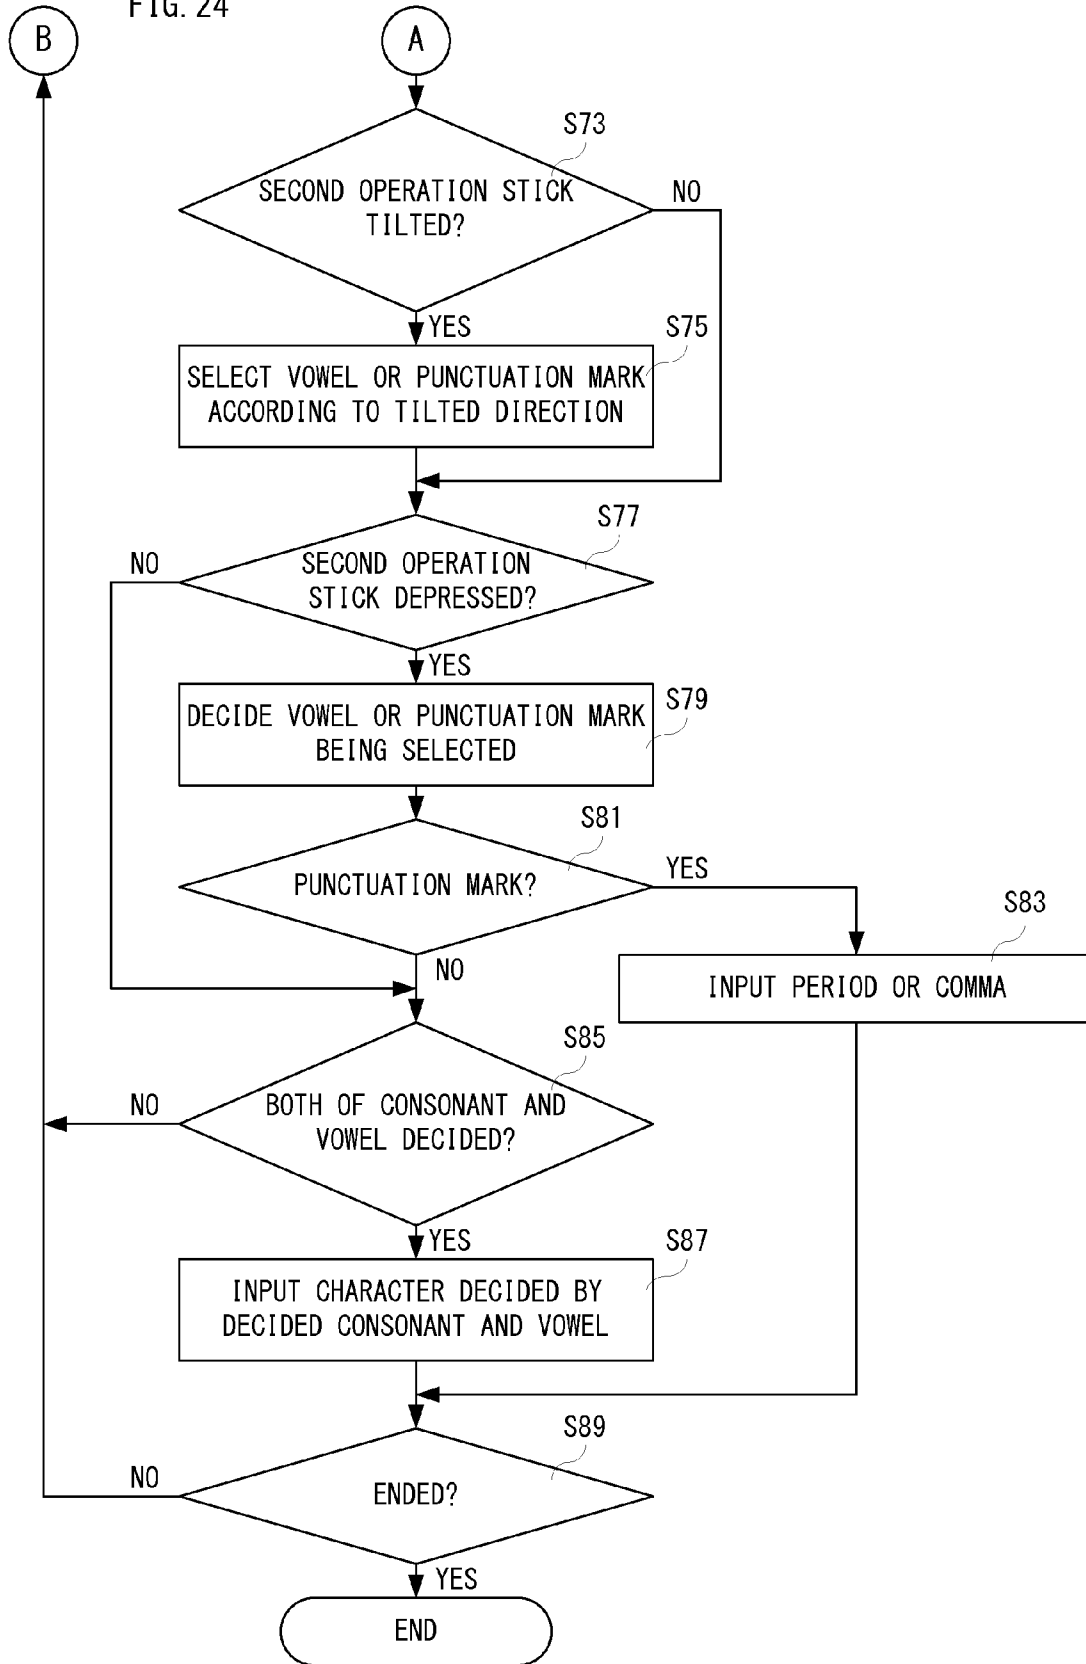 FIG. 24
B
A
S73
SECOND OPERATION STICK
TILTED?
NO
YES
S75
SELECT VOWEL OR PUNCTUATION MARK
ACCORDING TO TILTED DIRECTION
S77
NO
SECOND OPERATION
STICK DEPRESSED?
YES
S79
DECIDE VOWEL OR PUNCTUATION MARK
BEING SELECTED
S81
PUNCTUATION MARK?
YES
NO
S83
INPUT PERIOD OR COMMA
S85
NO
BOTH OF CONSONANT AND
VOWEL DECIDED?
YES
S87
INPUT CHARACTER DECIDED BY
DECIDED CONSONANT AND VOWEL
S89
NO
ENDED?
YES
END